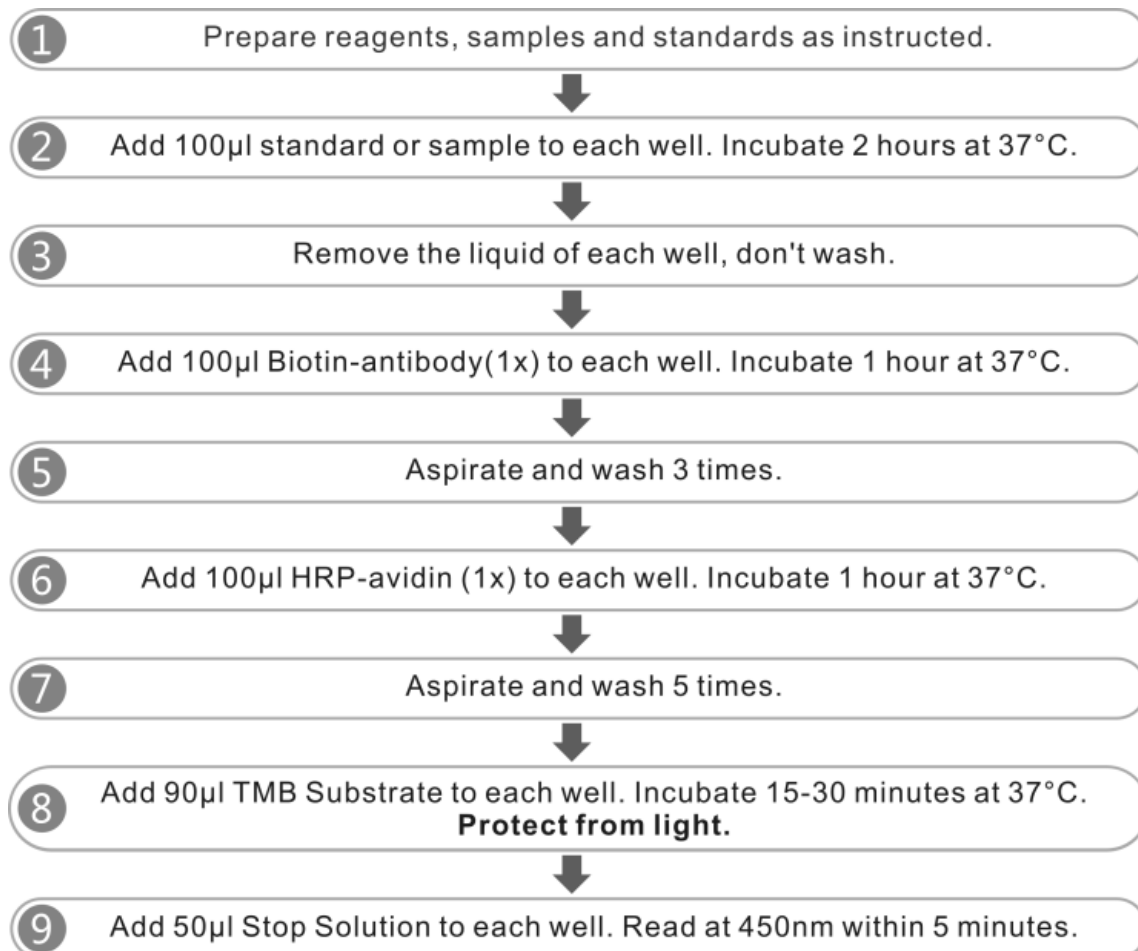 1 Prepare reagents, samples and standards as instructed.
2 Add 100µl standard or sample to each well. Incubate 2 hours at 37°C.
3 Remove the liquid of each well, don't wash.
4 Add 100µl Biotin-antibody(1x) to each well. Incubate 1 hour at 37°C.
5 Aspirate and wash 3 times.
6 Add 100µl HRP-avidin (1x) to each well. Incubate 1 hour at 37°C.
7 Aspirate and wash 5 times.
8 Add 90µl TMB Substrate to each well. Incubate 15-30 minutes at 37°C.
Protect from light.
9 Add 50µl Stop Solution to each well. Read at 450nm within 5 minutes.